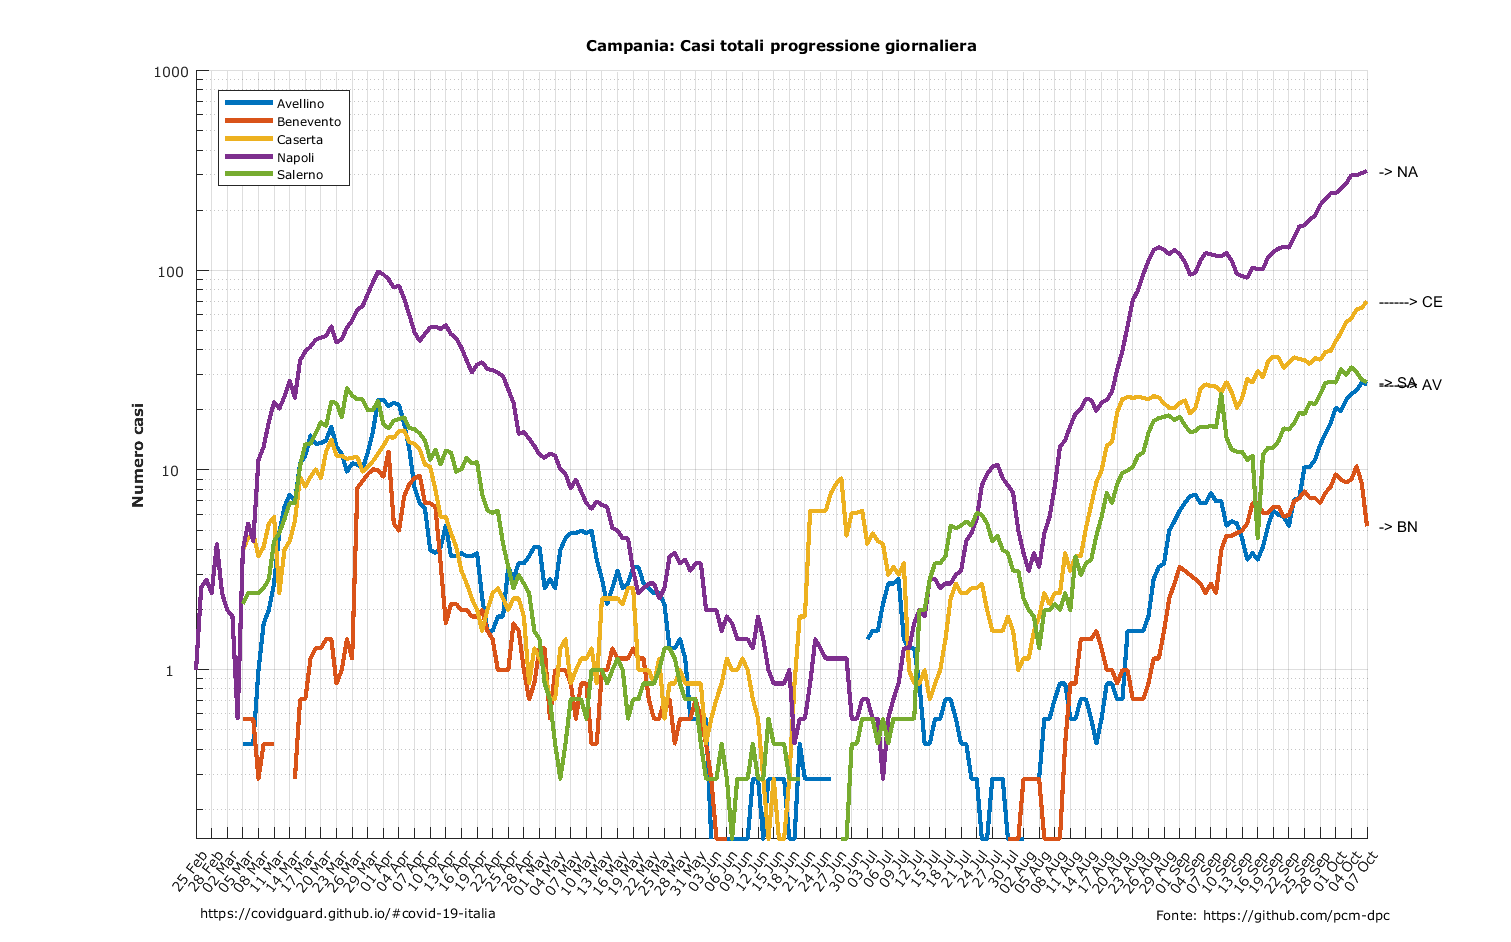 Campania: Casi totali progressione giornaliera
1000
100
10
1
Numero casi
Avellino
Benevento
Caserta
Napoli
Salerno
-> NA
------> CE
-> SA
------> AV
-> BN
25 Feb
28 Feb
02 Mar
05 Mar
08 Mar
11 Mar
14 Mar
17 Mar
20 Mar
23 Mar
26 Mar
29 Mar
01 Apr
04 Apr
07 Apr
10 Apr
13 Apr
16 Apr
19 Apr
22 Apr
25 Apr
28 Apr
01 May
04 May
07 May
10 May
13 May
16 May
19 May
22 May
25 May
28 May
31 May
03 Jun
06 Jun
09 Jun
12 Jun
15 Jun
18 Jun
21 Jun
24 Jun
27 Jun
30 Jun
03 Jul
06 Jul
09 Jul
12 Jul
15 Jul
18 Jul
21 Jul
24 Jul
27 Jul
30 Jul
02 Aug
05 Aug
08 Aug
11 Aug
14 Aug
17 Aug
20 Aug
23 Aug
26 Aug
29 Aug
01 Sep
04 Sep
07 Sep
10 Sep
13 Sep
16 Sep
19 Sep
22 Sep
25 Sep
28 Sep
01 Oct
04 Oct
07 Oct
https://covidguard.github.io/#covid-19-italia
Fonte: https://github.com/pcm-dpc